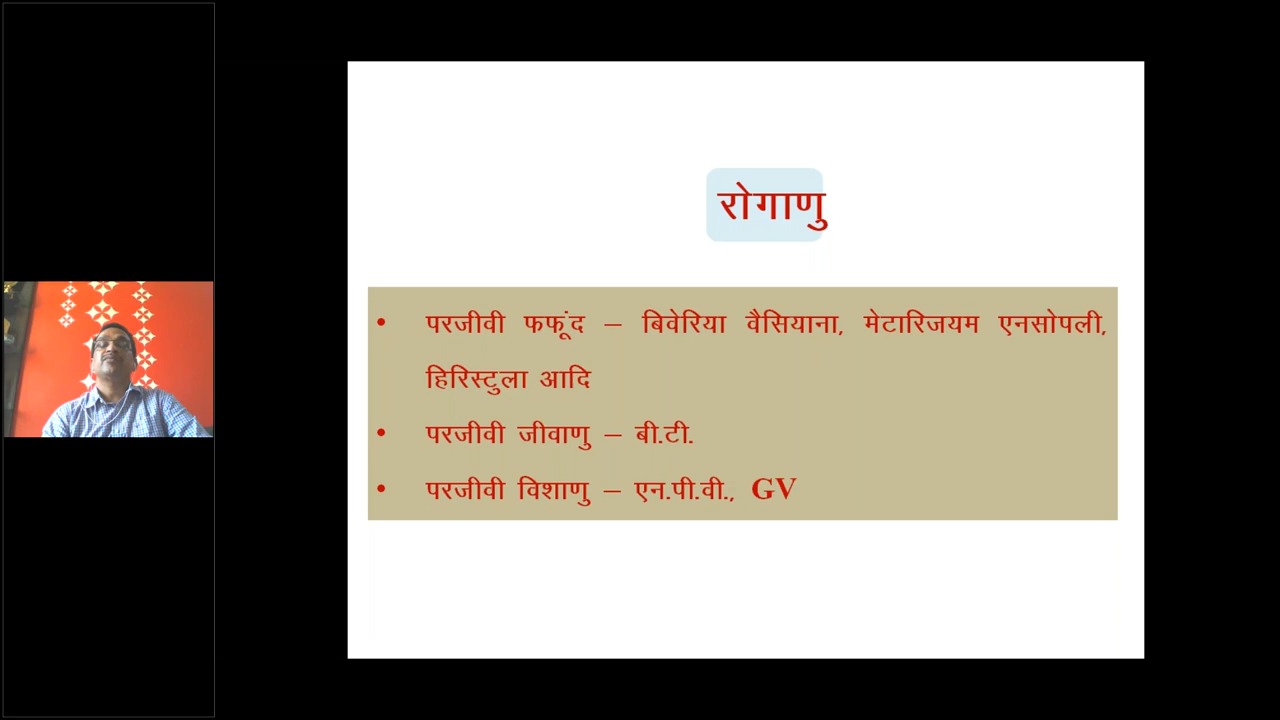 रोगाणु
• परजीवी फफूंद – बिवेरिया वैसियाना, मेटारिजयम एनसोपली,
हिरिस्टुला आदि
• परजीवी जीवाणु – बी.टी.
• परजीवी विशाणु – एन.पी.वी., GV